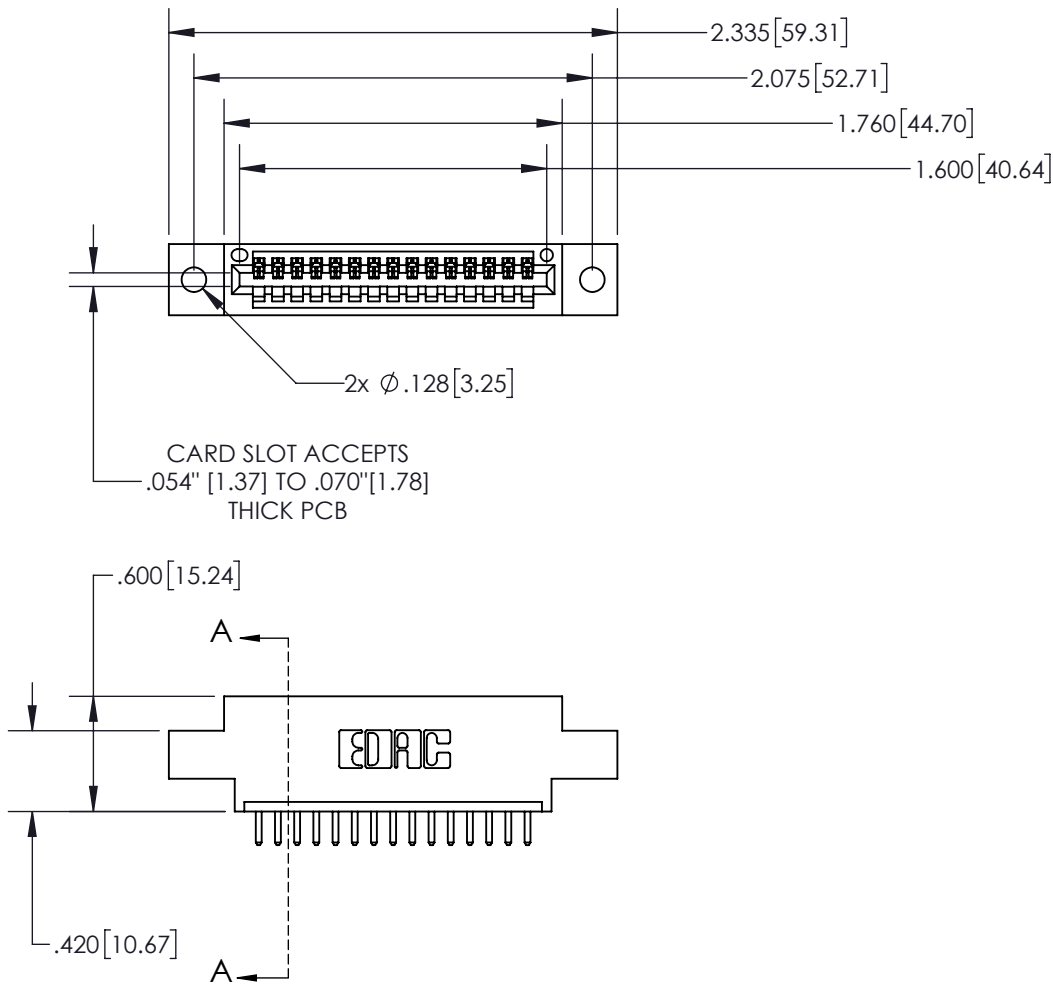 2.335[59.31]
2.075[52.71]
1.760[44.70]
1.600[40.64]
2x ⌀.128[3.25]
CARD SLOT ACCEPTS
.054" [1.37] TO .070"[1.78]
THICK PCB
.600[15.24]
A
EDAC
.420[10.67]
A